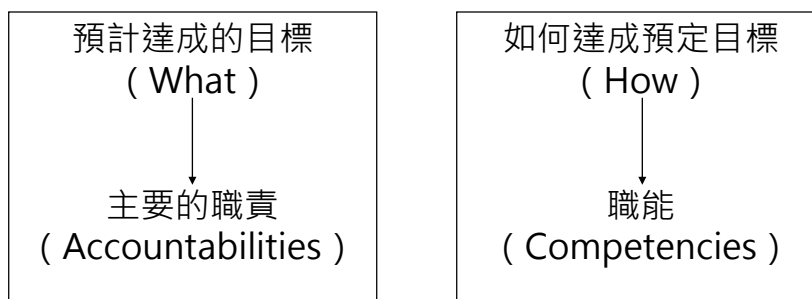 預計達成的目標
( What )
主要的職責
( Accountabilities )
如何達成預定目標
( How )
職能
( Competencies )